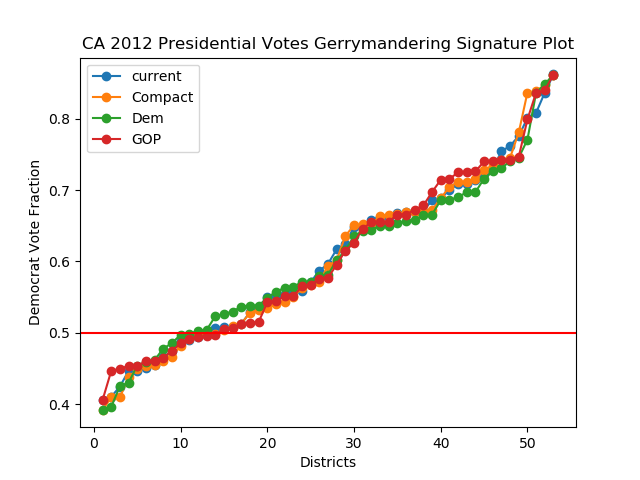 CA 2012 Presidential Votes Gerrymandering Signature Plot
current
Compact
Dem
GOP
Democrat Vote Fraction
0.8
0.7
0.6
0.5
0.4
0 10 20 30 40 50
Districts